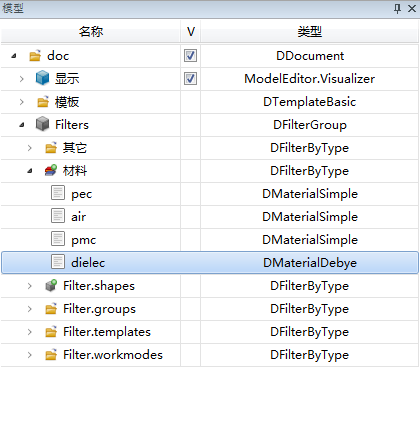 模型
名称 V 类型
doc DDocument
显示 ModelEditor.Visualizer
模板 DTemplateBasic
Filters DFilterGroup
其它 DFilterByType
材料 DFilterByType
pec DMaterialSimple
air DMaterialSimple
pmc DMaterialSimple
dielec DMaterialDebye
Filter.shapes DFilterByType
Filter.groups DFilterByType
Filter.templates DFilterByType
Filter.workmodes DFilterByType